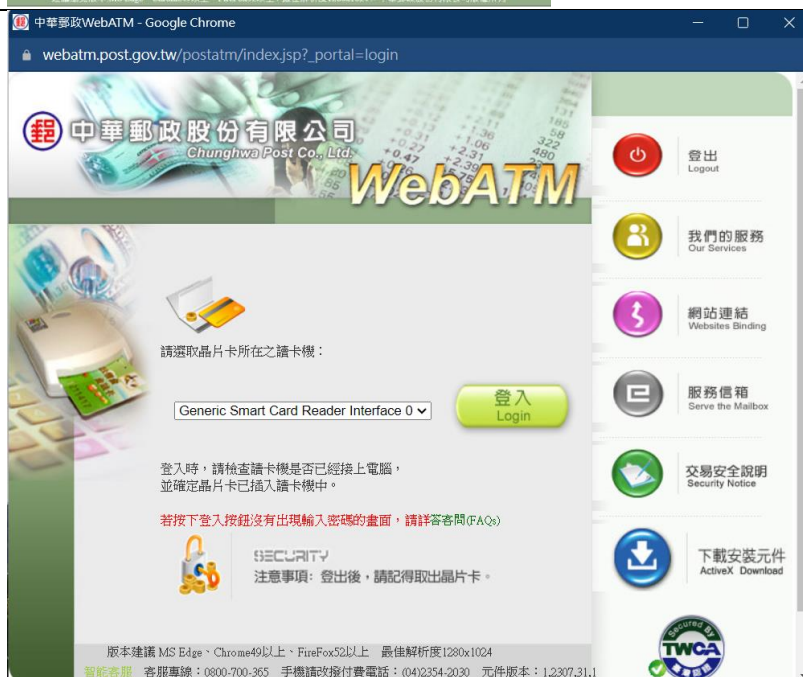 中華郵政WebATM - Google Chrome
webatm.post.gov.tw/postatm/index.jsp?_portal=login
郵
中華郵政股份有限公司
Chunghwa Post Co., Ltd.
WebATM
請選取晶片卡所在之讀卡機：
Generic Smart Card Reader Interface 0
登入
Login
登入時，請檢查讀卡機是否已經接上電腦，
並確定晶片卡已插入讀卡機中。
若按下登入按鈕沒有出現輸入密碼的畫面，請詳答客問(FAQs)
SECURITY
注意事項：登出後，請記得取出晶片卡。
版本建議 MS Edge、Chrome49以上、FireFox52以上 最佳解析度1280x1024
智能客服 客服專線：0800-700-365 手機請改撥付費電話：(04)2354-2030 元件版本：1,2307,31,1
登出
Logout
我們的服務
Our Services
網站連結
Websites Binding
服務信箱
Serve the Mailbox
交易安全說明
Security Notice
下載安裝元件
ActiveX Download
Secured By
TWCA